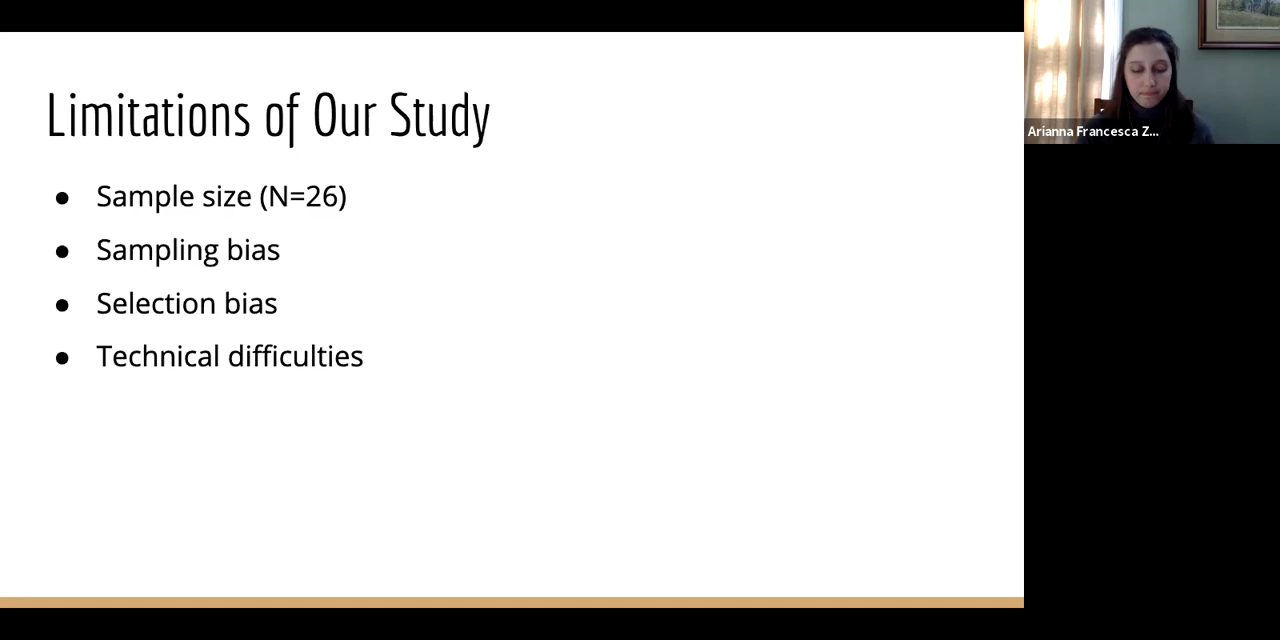 Limitations of Our Study
● Sample size (N=26)
● Sampling bias
● Selection bias
● Technical difficulties
Arianna Francesca Z...